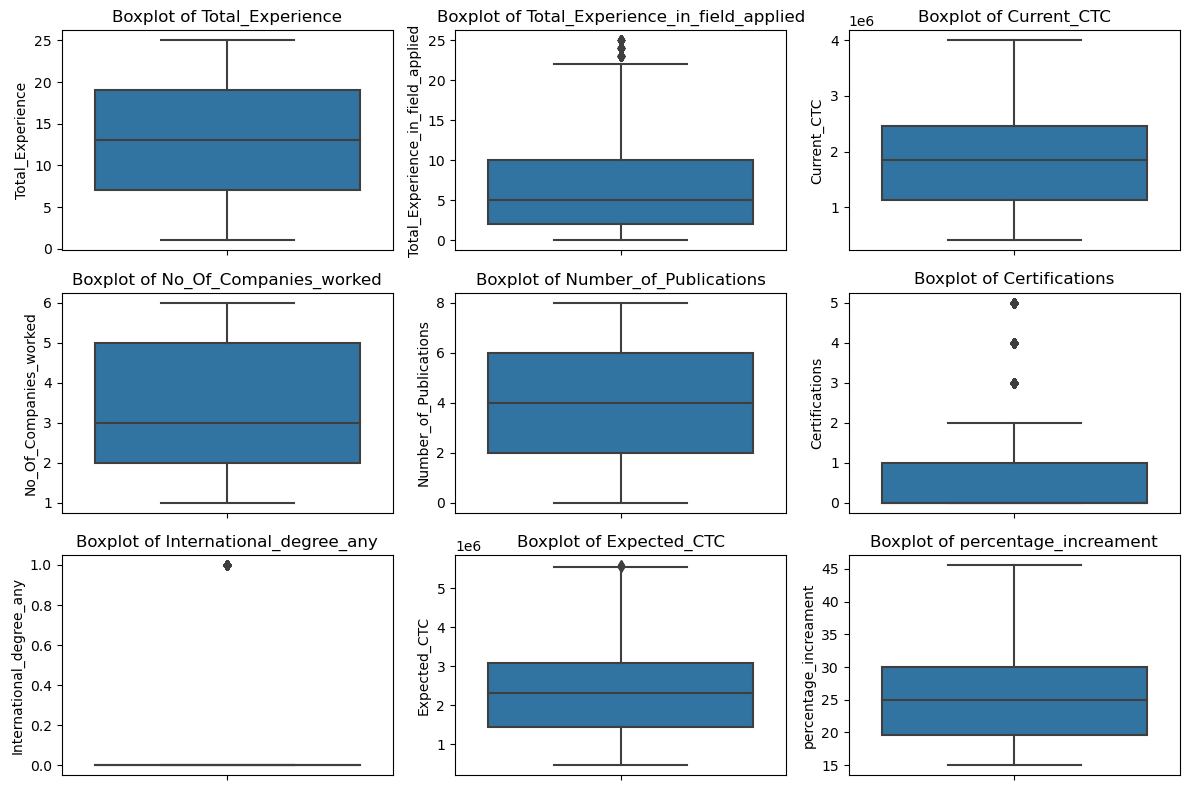 Boxplot of Total_Experience
Total_Experience
25
20
15
10
5
0
Boxplot of Total_Experience_in_field_applied
Total_Experience_in_field_applied
25
20
15
10
5
0
Boxplot of Current_CTC
1e6
Current_CTC
4
3
2
1
Boxplot of No_Of_Companies_worked
No_Of_Companies_worked
6
5
4
3
2
1
Boxplot of Number_of_Publications
Number_of_Publications
8
6
4
2
0
Boxplot of Certifications
Certifications
5
4
3
2
1
0
Boxplot of International_degree_any
International_degree_any
1.0
0.8
0.6
0.4
0.2
0.0
Boxplot of Expected_CTC
1e6
Expected_CTC
5
4
3
2
1
Boxplot of percentage_increament
percentage_increament
45
40
35
30
25
20
15